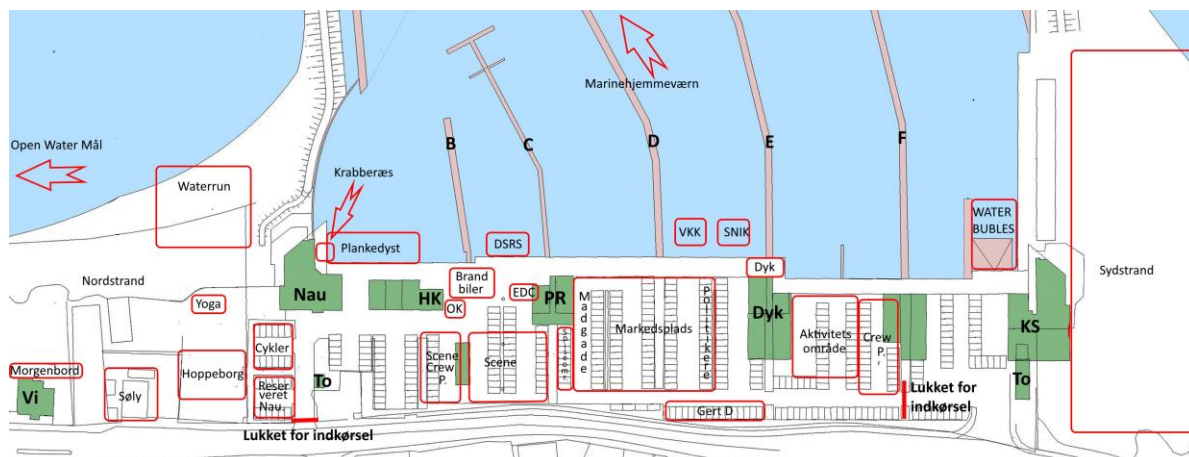 Marinehjemmeværn
Open Water Mål
B
C
D
E
F
Waterrun
Krabberæs
Plankedyst
DSRS
VKK
SNIK
WATER
BUBLES
Nordstrand
Sydstrand
Yoga
Nau
HK
Brand
biler
OK
EDC
PR
Dyk
Dyk
KS
Madgade
Markedsplads
Politikere
Aktivitets
område
Crew
P.
Cykler
Hoppeborg
Reser
veret
Nau.
To
Scene
Crew
P.
Scene
To
Morgenbord
Vi
Søly
Gert D
Lukket for
indkørsel
Lukket for indkørsel